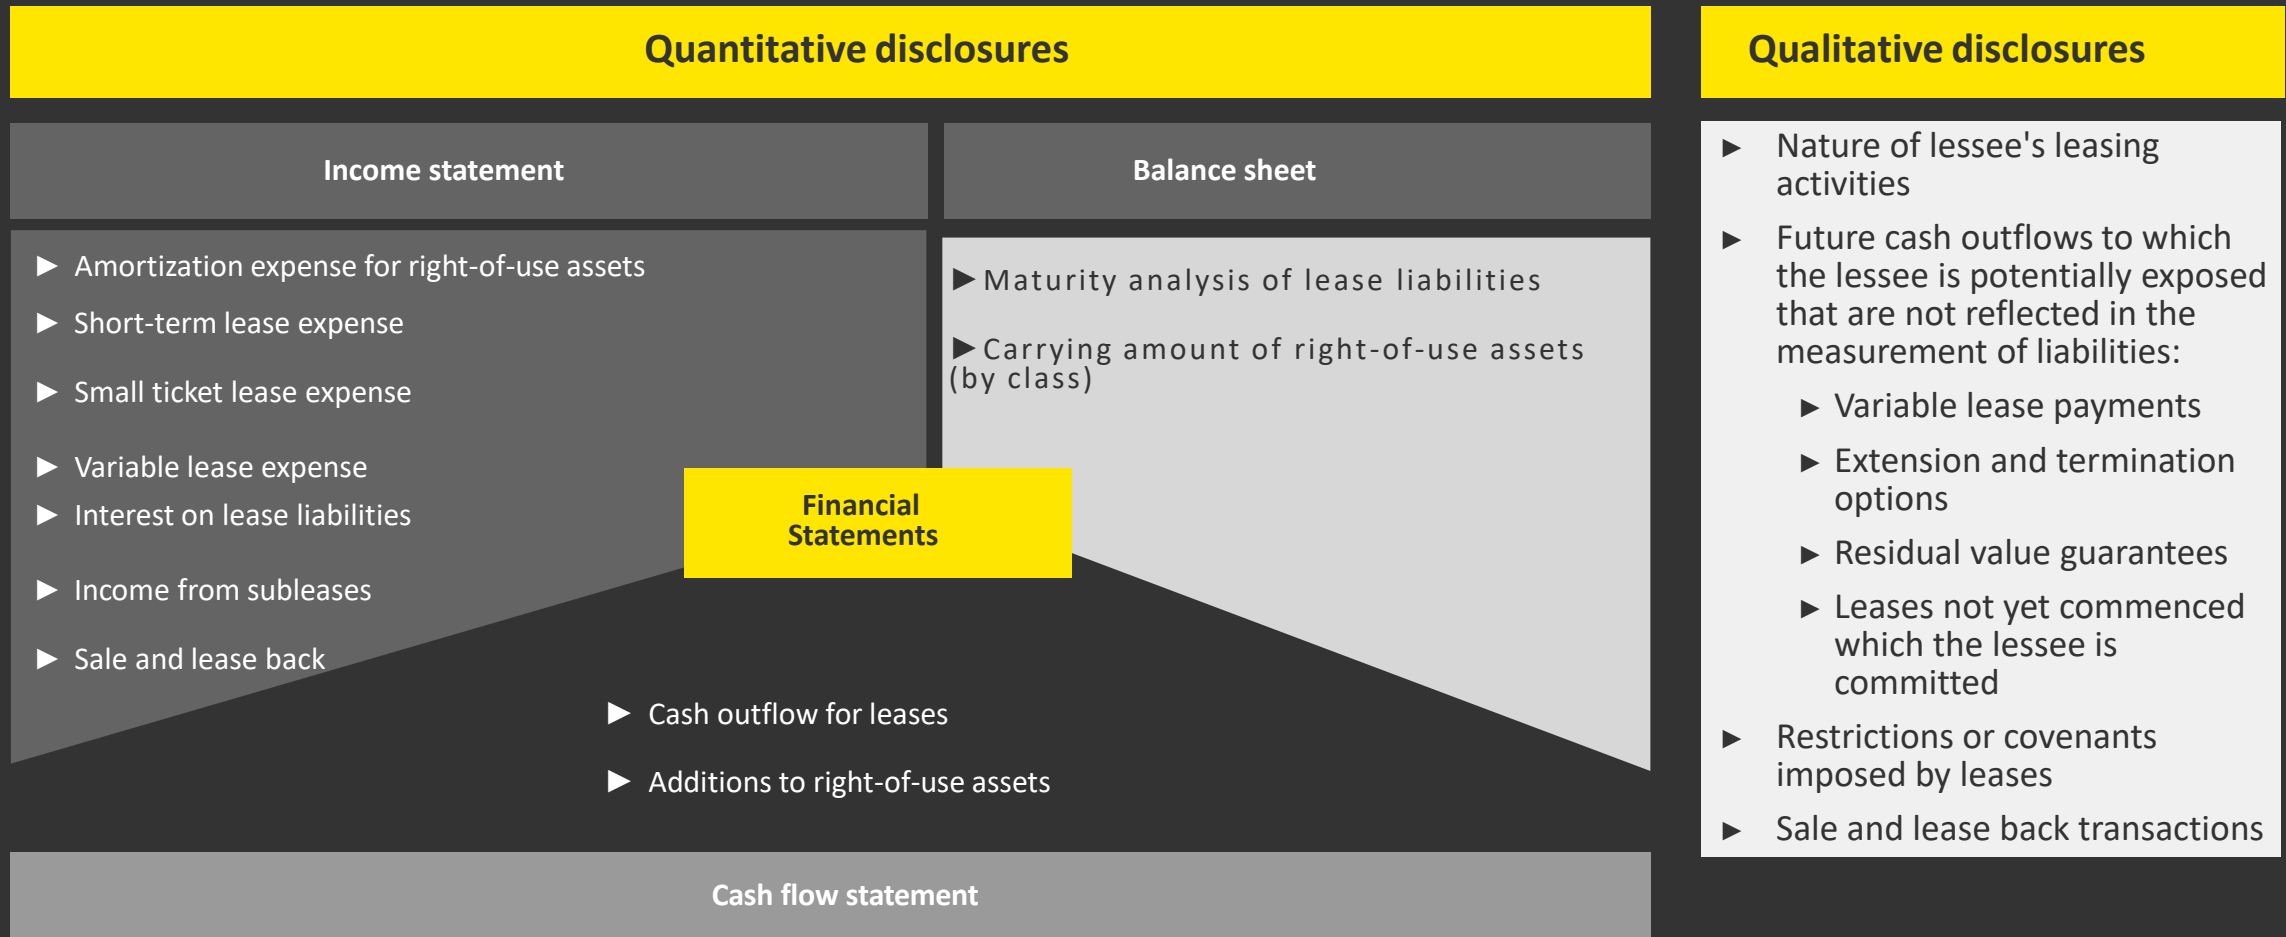 Quantitative disclosures
Income statement
► Amortization expense for right-of-use assets
► Short-term lease expense
► Small ticket lease expense
► Variable lease expense
► Interest on lease liabilities
► Income from subleases
► Sale and lease back
Balance sheet
►Maturity analysis of lease liabilities
►Carrying amount of right-of-use assets
(by class)
Financial
Statements
► Cash outflow for leases
► Additions to right-of-use assets
Cash flow statement
Qualitative disclosures
► Nature of lessee's leasing
activities
► Future cash outflows to which
the lessee is potentially exposed
that are not reflected in the
measurement of liabilities:
► Variable lease payments
► Extension and termination
options
► Residual value guarantees
► Leases not yet commenced
which the lessee is
committed
► Restrictions or covenants
imposed by leases
► Sale and lease back transactions